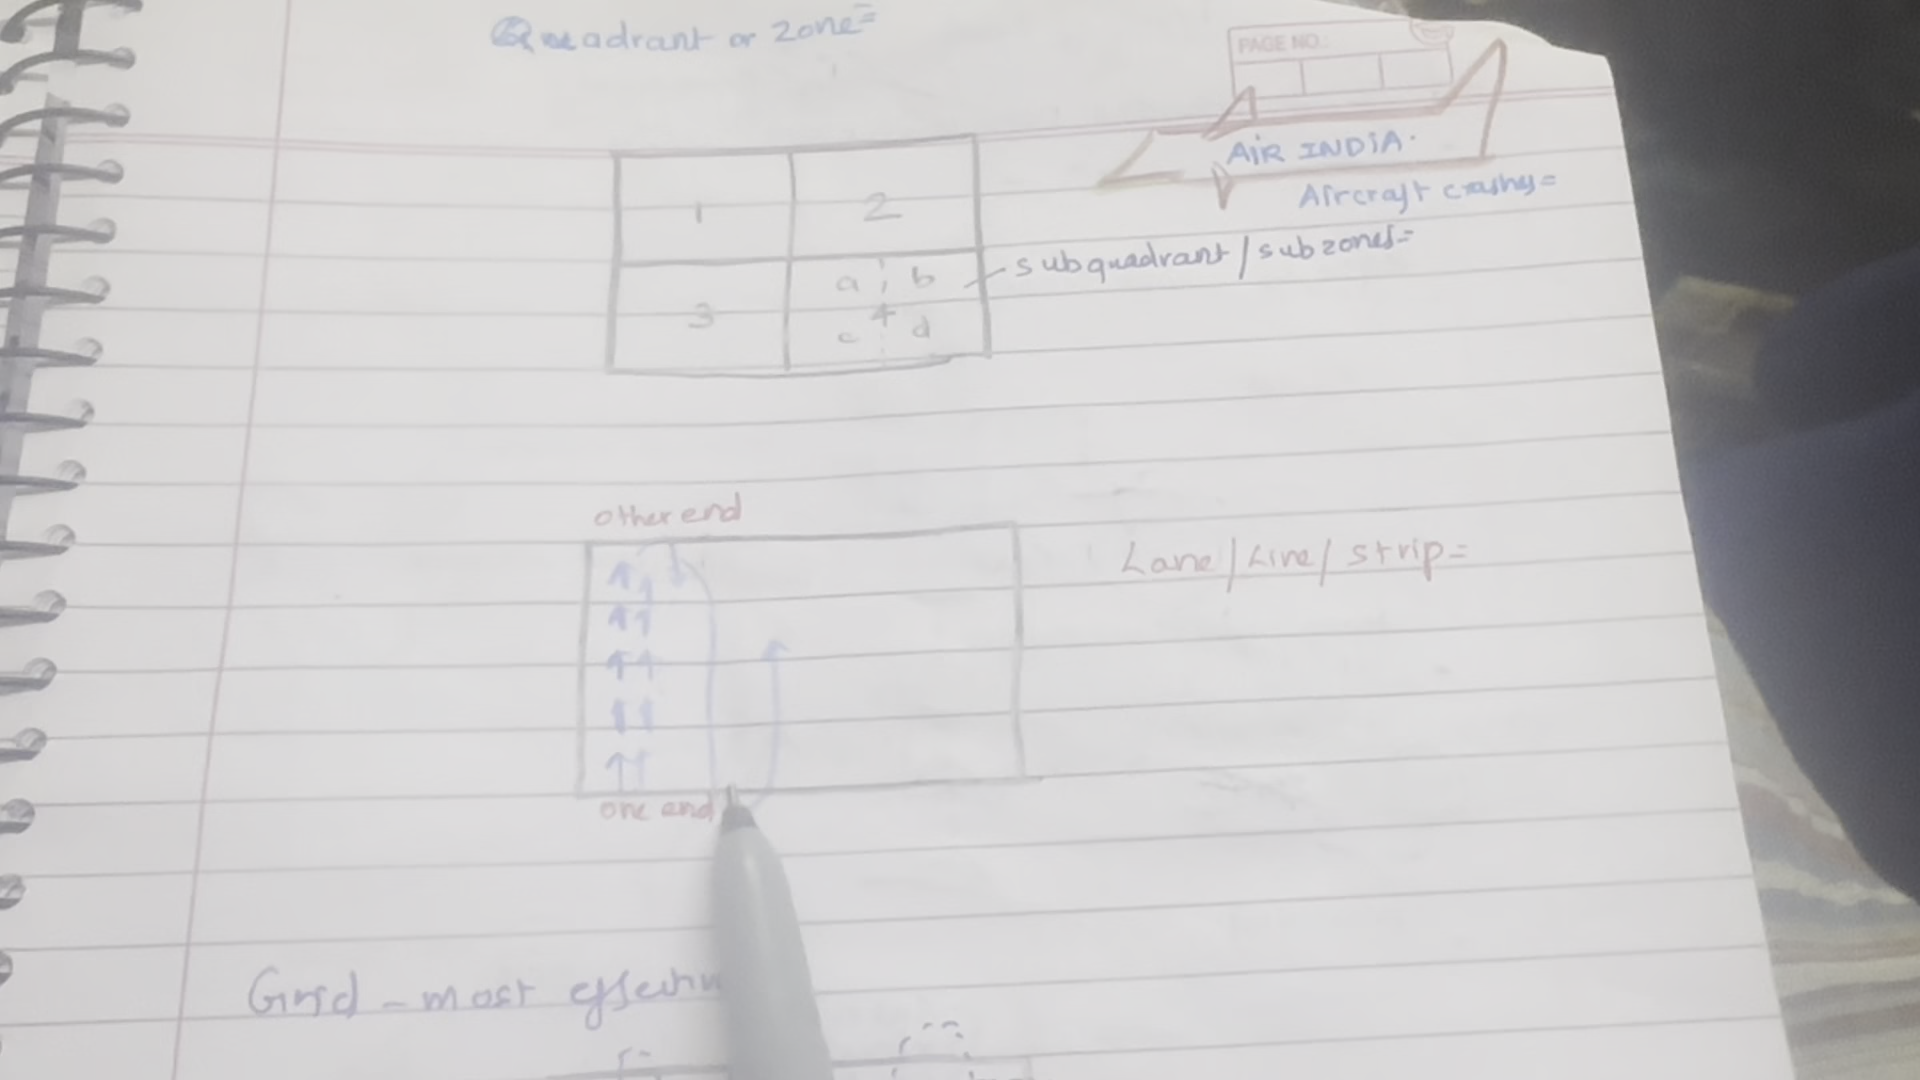 Quadrant or zone=
PAGE NO.:
AIR INDIA.
Aircraft crashy=
1 2
subquadrant/subzones=
a b
3 4
c d
other end
Lane/Line/strip=
one end
Grid - most